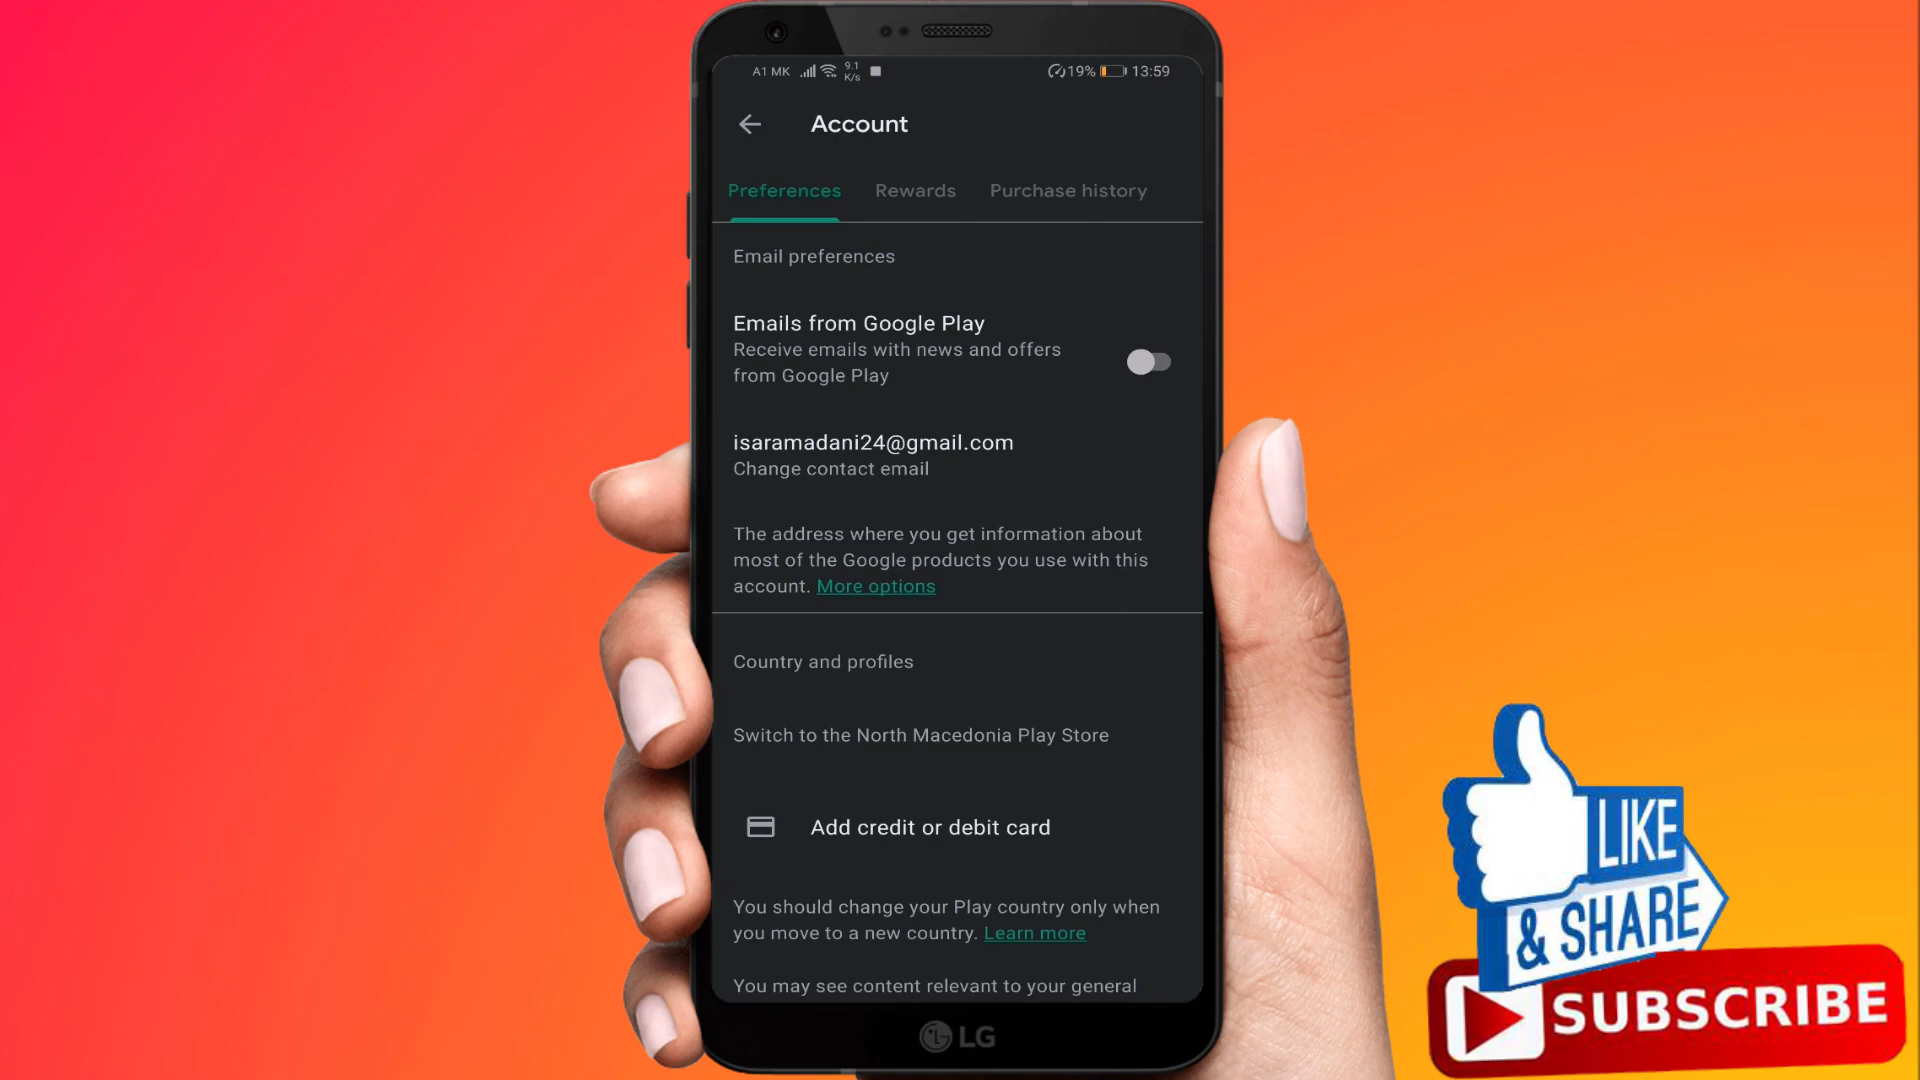 A1 MK 9.1 K/s 19% 13:59
Account
Preferences Rewards Purchase history
Email preferences
Emails from Google Play
Receive emails with news and offers
from Google Play
isaramadani24@gmail.com
Change contact email
The address where you get information about
most of the Google products you use with this
account. More options
Country and profiles
Switch to the North Macedonia Play Store
Add credit or debit card
You should change your Play country only when
you move to a new country. Learn more
You may see content relevant to your general
LG
LIKE
& SHARE
SUBSCRIBE